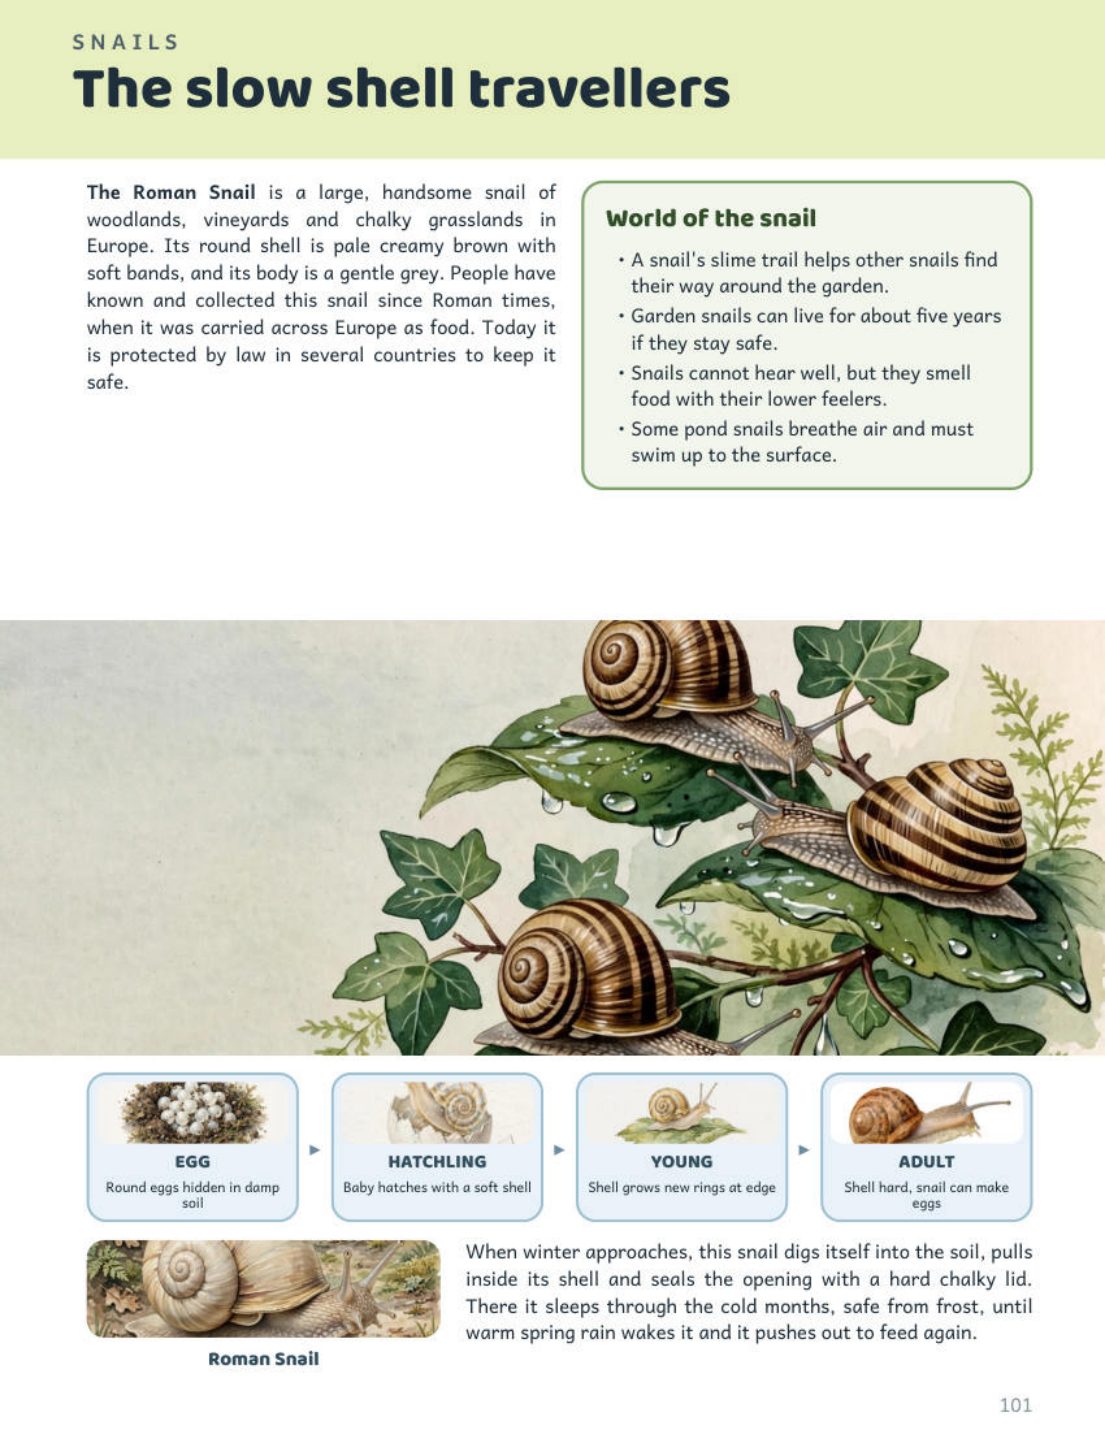 SNAILS
The slow shell travellers
The Roman Snail is a large, handsome snail of
woodlands, vineyards and chalky grasslands in
Europe. Its round shell is pale creamy brown with
soft bands, and its body is a gentle grey. People have
known and collected this snail since Roman times,
when it was carried across Europe as food. Today it
is protected by law in several countries to keep it
safe.
World of the snail
• A snail's slime trail helps other snails find
their way around the garden.
• Garden snails can live for about five years
if they stay safe.
• Snails cannot hear well, but they smell
food with their lower feelers.
• Some pond snails breathe air and must
swim up to the surface.
EGG
Round eggs hidden in damp
soil
HATCHLING
Baby hatches with a soft shell
YOUNG
Shell grows new rings at edge
ADULT
Shell hard, snail can make
eggs
Roman Snail
When winter approaches, this snail digs itself into the soil, pulls
inside its shell and seals the opening with a hard chalky lid.
There it sleeps through the cold months, safe from frost, until
warm spring rain wakes it and it pushes out to feed again.
101